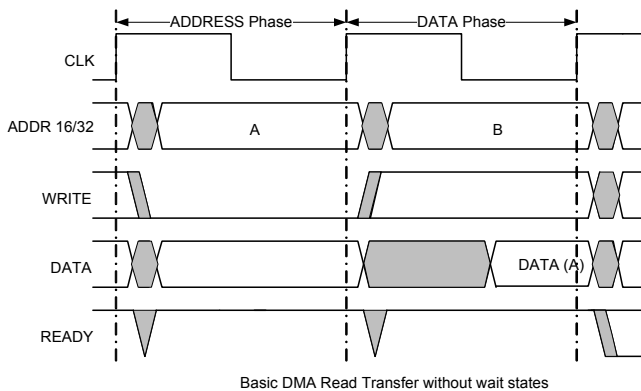 ADDRESS Phase DATA Phase
CLK
ADDR 16/32 A B
WRITE
DATA DATA (A)
READY
Basic DMA Read Transfer without wait states